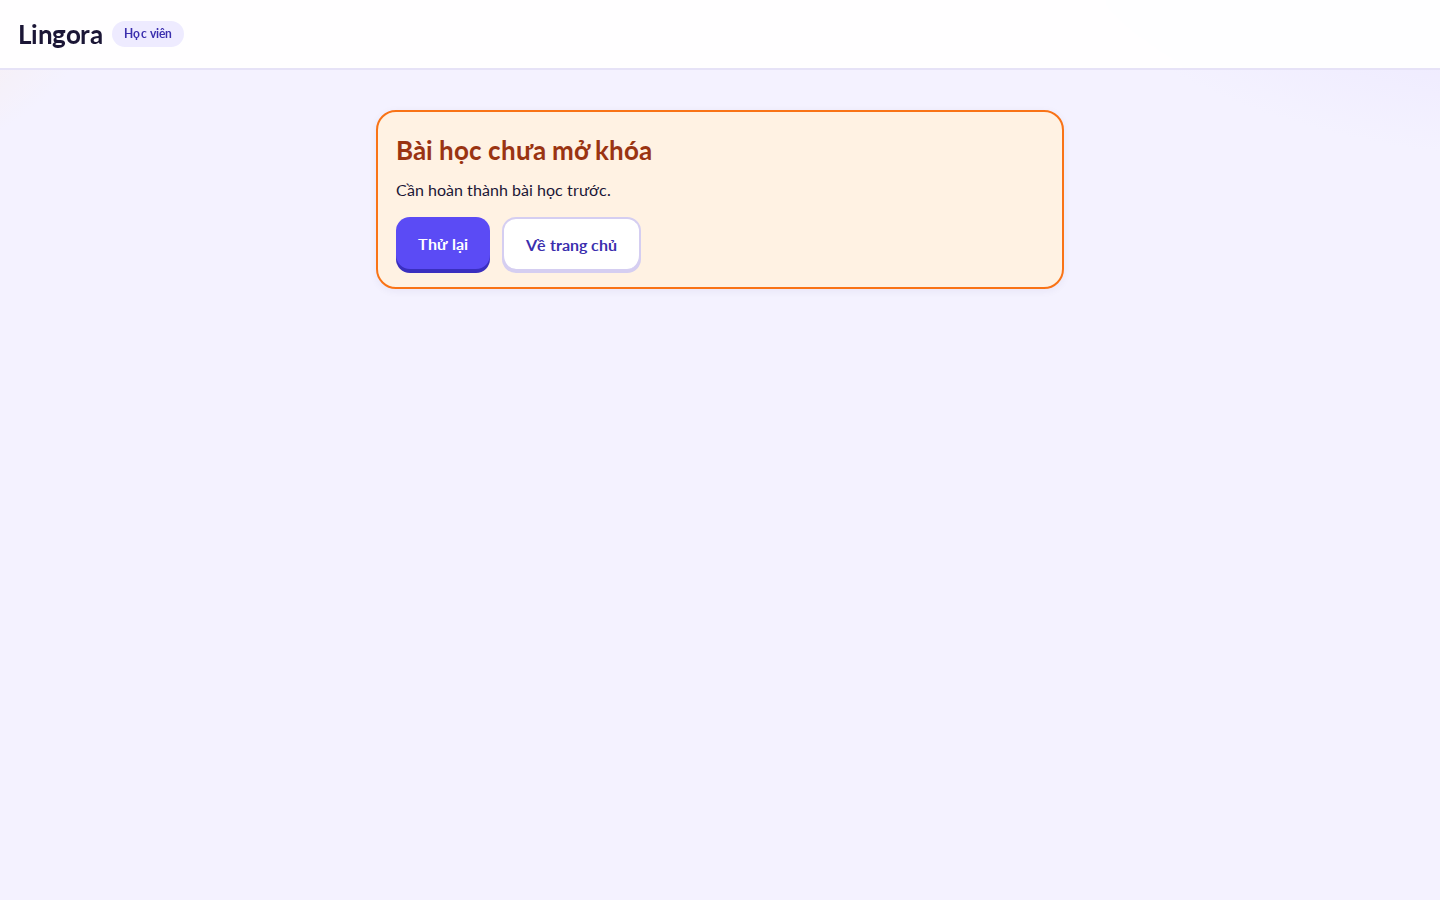 Lingora
Học viên
Bài học chưa mở khóa
Cần hoàn thành bài học trước.
Thử lại
Về trang chủ